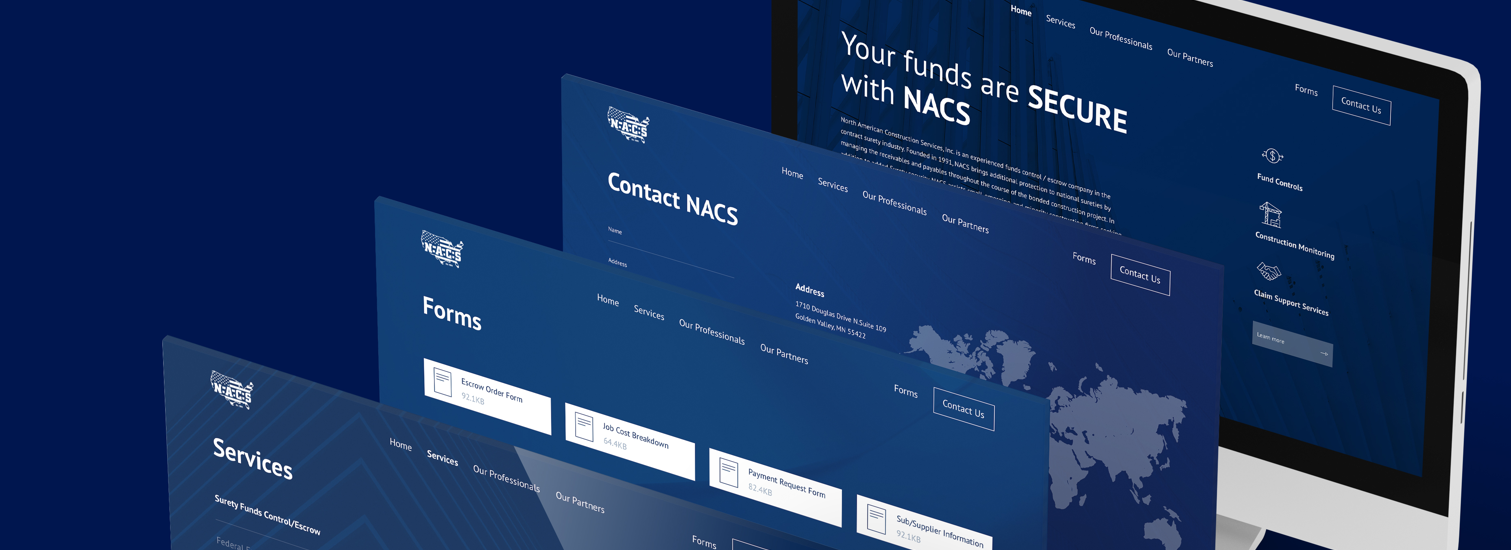 Home
Services
Our Professionals
Our Partners
Forms
Contact Us
Your funds are SECURE
with NACS
North American Construction Services, Inc. is an experienced funds control / escrow company in the
contract surety industry. Founded in 1991, NACS brings additional protection to national sureties by
managing the receivables and payables throughout the course of the bonded construction project. In
Fund Controls
Construction Monitoring
Claim Support Services
Learn more
N·A·C·S
Home
Services
Our Professionals
Our Partners
Forms
Contact Us
Contact NACS
Name
Address
Address
1710 Douglas Drive N.Suite 109
Golden Valley, MN 55422
N·A·C·S
Home
Services
Our Professionals
Our Partners
Forms
Contact Us
Forms
Escrow Order Form
92.1KB
Job Cost Breakdown
64.4KB
Payment Request Form
82.4KB
Sub/Supplier Information
92.1KB
N·A·C·S
Home
Services
Our Professionals
Our Partners
Forms
Services
Surety Funds Control/Escrow
Federal